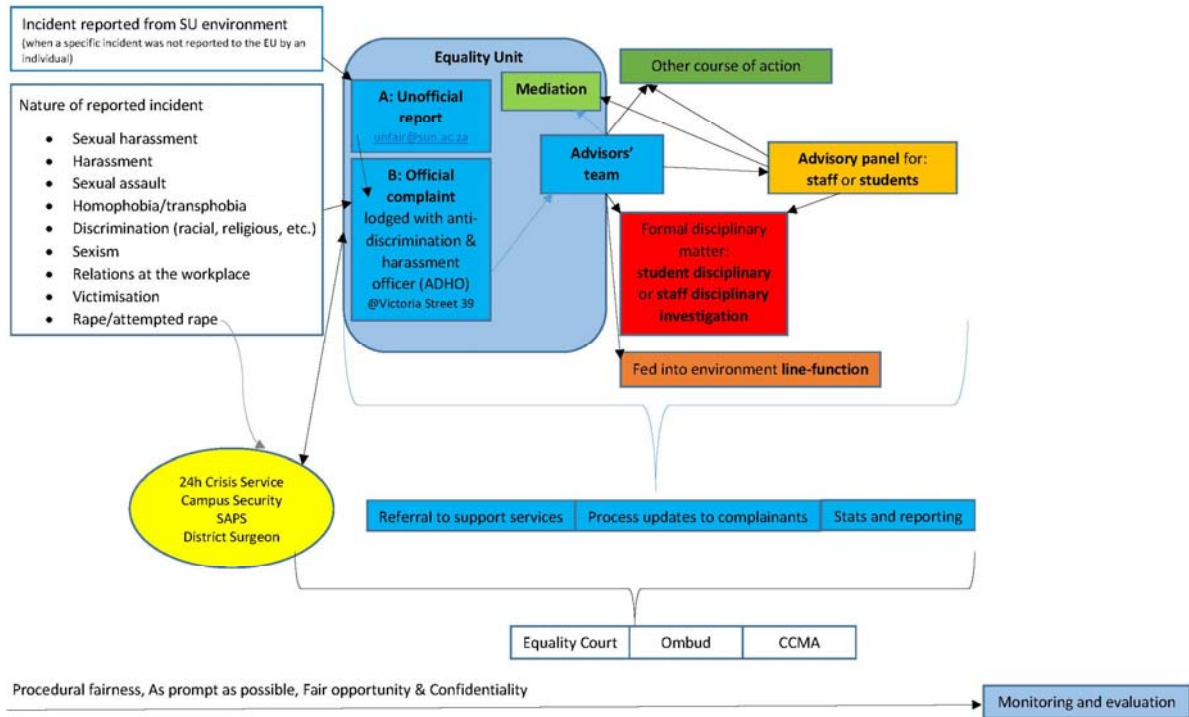 Incident reported from SU environment
(when a specific incident was not reported to the EU by an
individual)
Nature of reported incident
• Sexual harassment
• Harassment
• Sexual assault
• Homophobia/transphobia
• Discrimination (racial, religious, etc.)
• Sexism
• Relations at the workplace
• Victimisation
• Rape/attempted rape
Equality Unit
A: Unofficial
report
unfair@sun.ac.za
B: Official
complaint
lodged with anti-
discrimination &
harassment
officer (ADHO)
@Victoria Street 39
Mediation
Advisors'
team
Other course of action
Advisory panel for:
staff or students
Formal disciplinary
matter:
student disciplinary
or staff disciplinary
investigation
Fed into environment line-function
24h Crisis Service
Campus Security
SAPS
District Surgeon
Referral to support services
Process updates to complainants
Stats and reporting
Equality Court
Ombud
CCMA
Procedural fairness, As prompt as possible, Fair opportunity & Confidentiality
Monitoring and evaluation